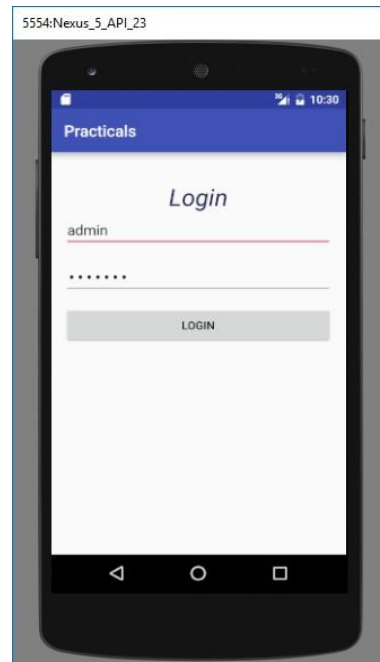 5554:Nexus_5_API_23
10:30
Practicals
Login
admin
•••••••
LOGIN